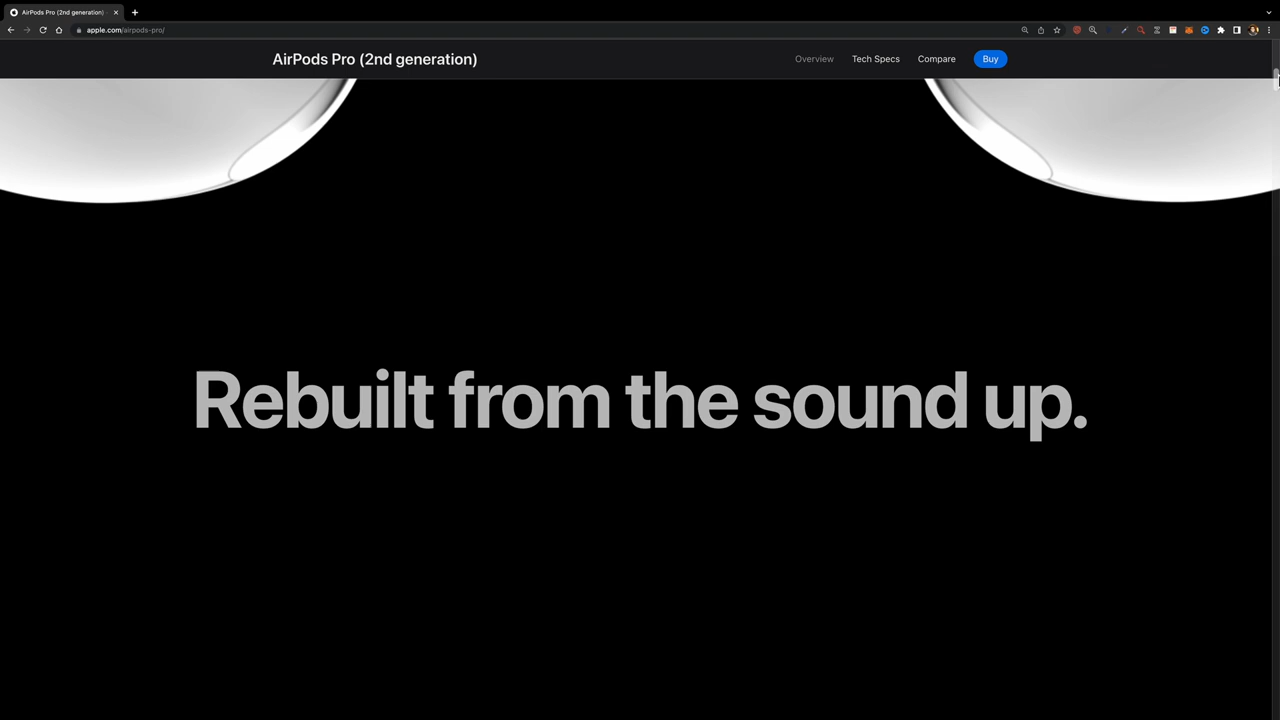 AirPods Pro (2nd generation)
apple.com/airpods-pro/
AirPods Pro (2nd generation)
Overview
Tech Specs
Compare
Buy
Rebuilt from the sound up.